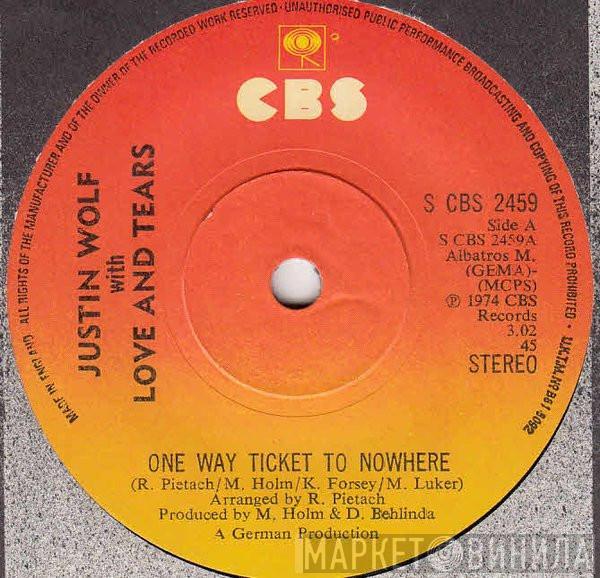 ALL RIGHTS OF THE MANUFACTURER AND OF THE OWNER OF THE RECORDED WORK RESERVED · UNAUTHORISED PUBLIC PERFORMANCE BROADCASTING AND COPYING OF THIS RECORD PROHIBITED ·
MADE IN ENGLAND
CBS
JUSTIN WOLF
with
LOVE AND TEARS
S CBS 2459
Side A
S CBS 2459A
Albatros M.
(GEMA)-
(MCPS)
℗ 1974 CBS
Records
3.02
45
STEREO
ONE WAY TICKET TO NOWHERE
(R. Pietach/M. Holm/K. Forsey/M. Luker)
Arranged by R. Pietach
Produced by M. Holm & D. Behlinda
A German Production
МАРКЕТ ВИНИЛА